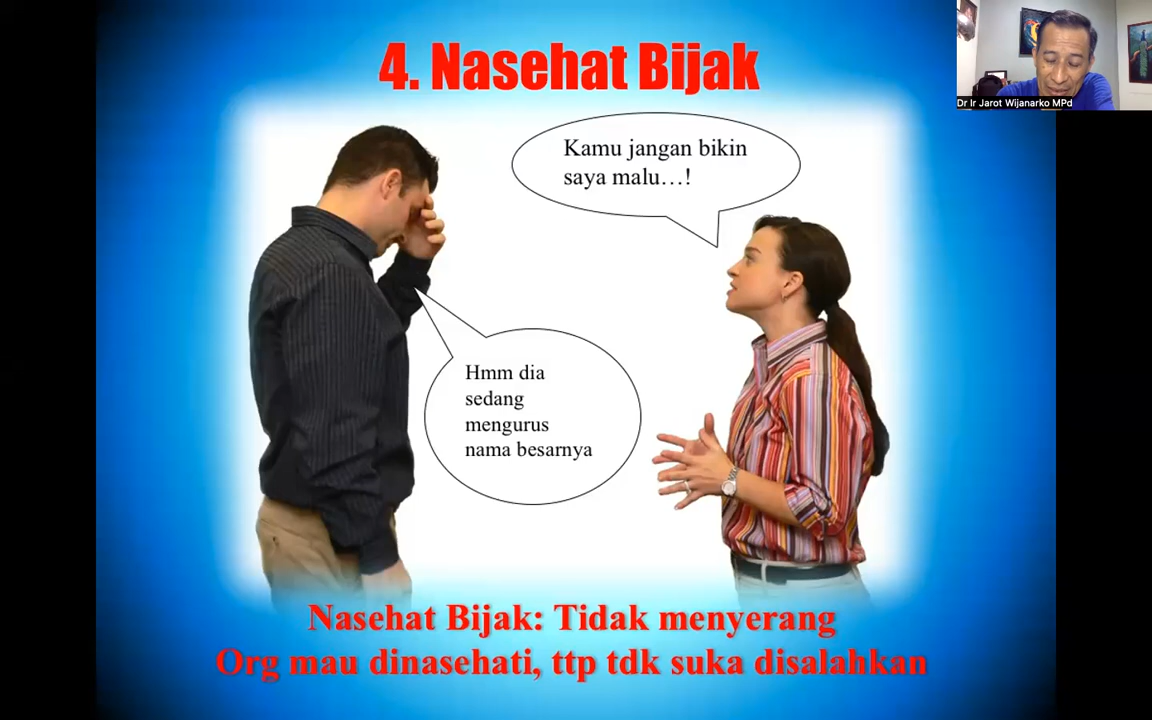 4. Nasehat Bijak
Dr Ir Jarot Wijanarko MPd
Kamu jangan bikin
saya malu…!
Hmm dia
sedang
mengurus
nama besarnya
Nasehat Bijak: Tidak menyerang
Org mau dinasehati, ttp tdk suka disalahkan